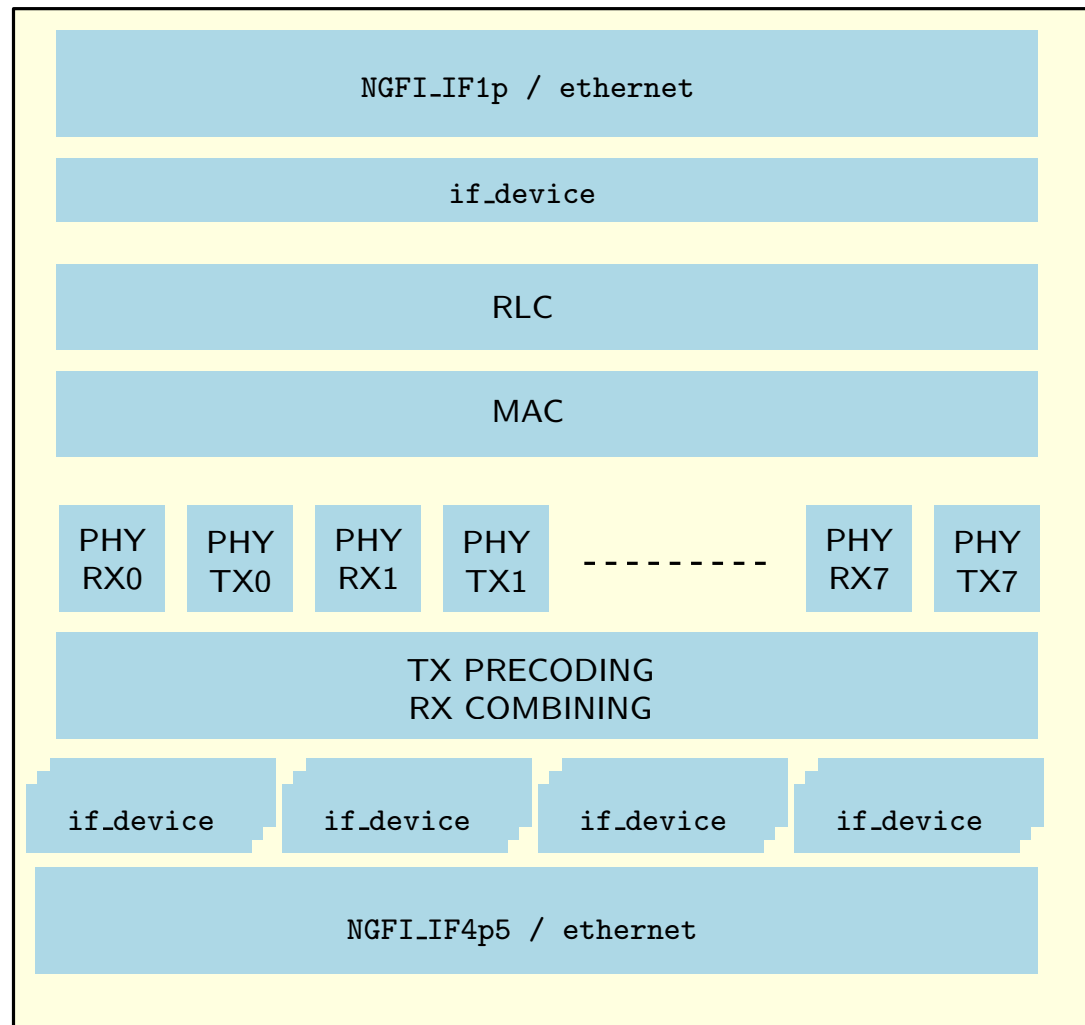 NGFI_IF1p / ethernet
if_device
RLC
MAC
PHY RX0
PHY TX0
PHY RX1
PHY TX1
---------
PHY RX7
PHY TX7
TX PRECODING
RX COMBINING
if_device
if_device
if_device
if_device
NGFI_IF4p5 / ethernet